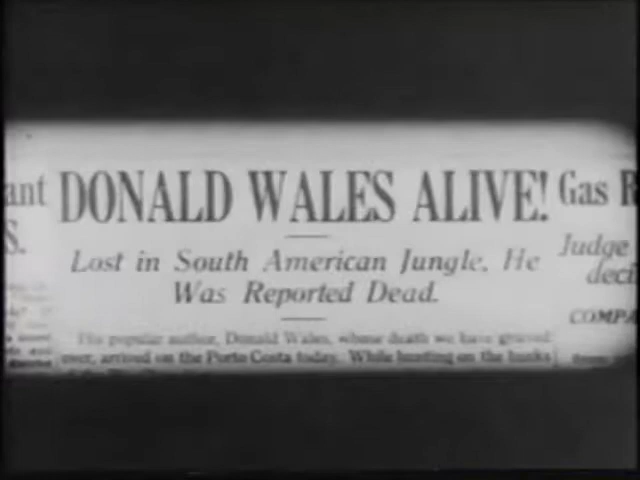 ant
S.
DONALD WALES ALIVE!
Lost in South American Jungle, He
Was Reported Dead.
The popular author, Donald Wales, whose death we have grieved
over, arrived on the Porto Costa today. While hunting on the banks
Gas
Judge
deci
COMPA